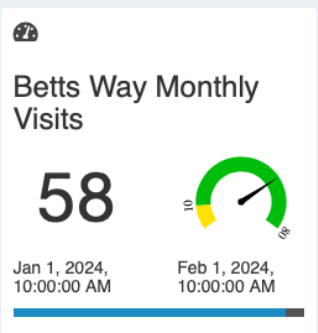 Betts Way Monthly
Visits
58
10
80
Jan 1, 2024,
10:00:00 AM
Feb 1, 2024,
10:00:00 AM